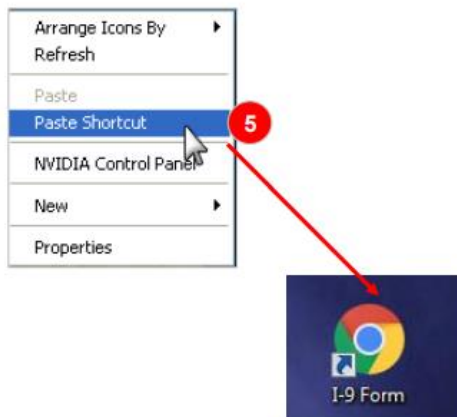 Arrange Icons By
Refresh
Paste
Paste Shortcut
5
NVIDIA Control Panel
New
Properties
I-9 Form